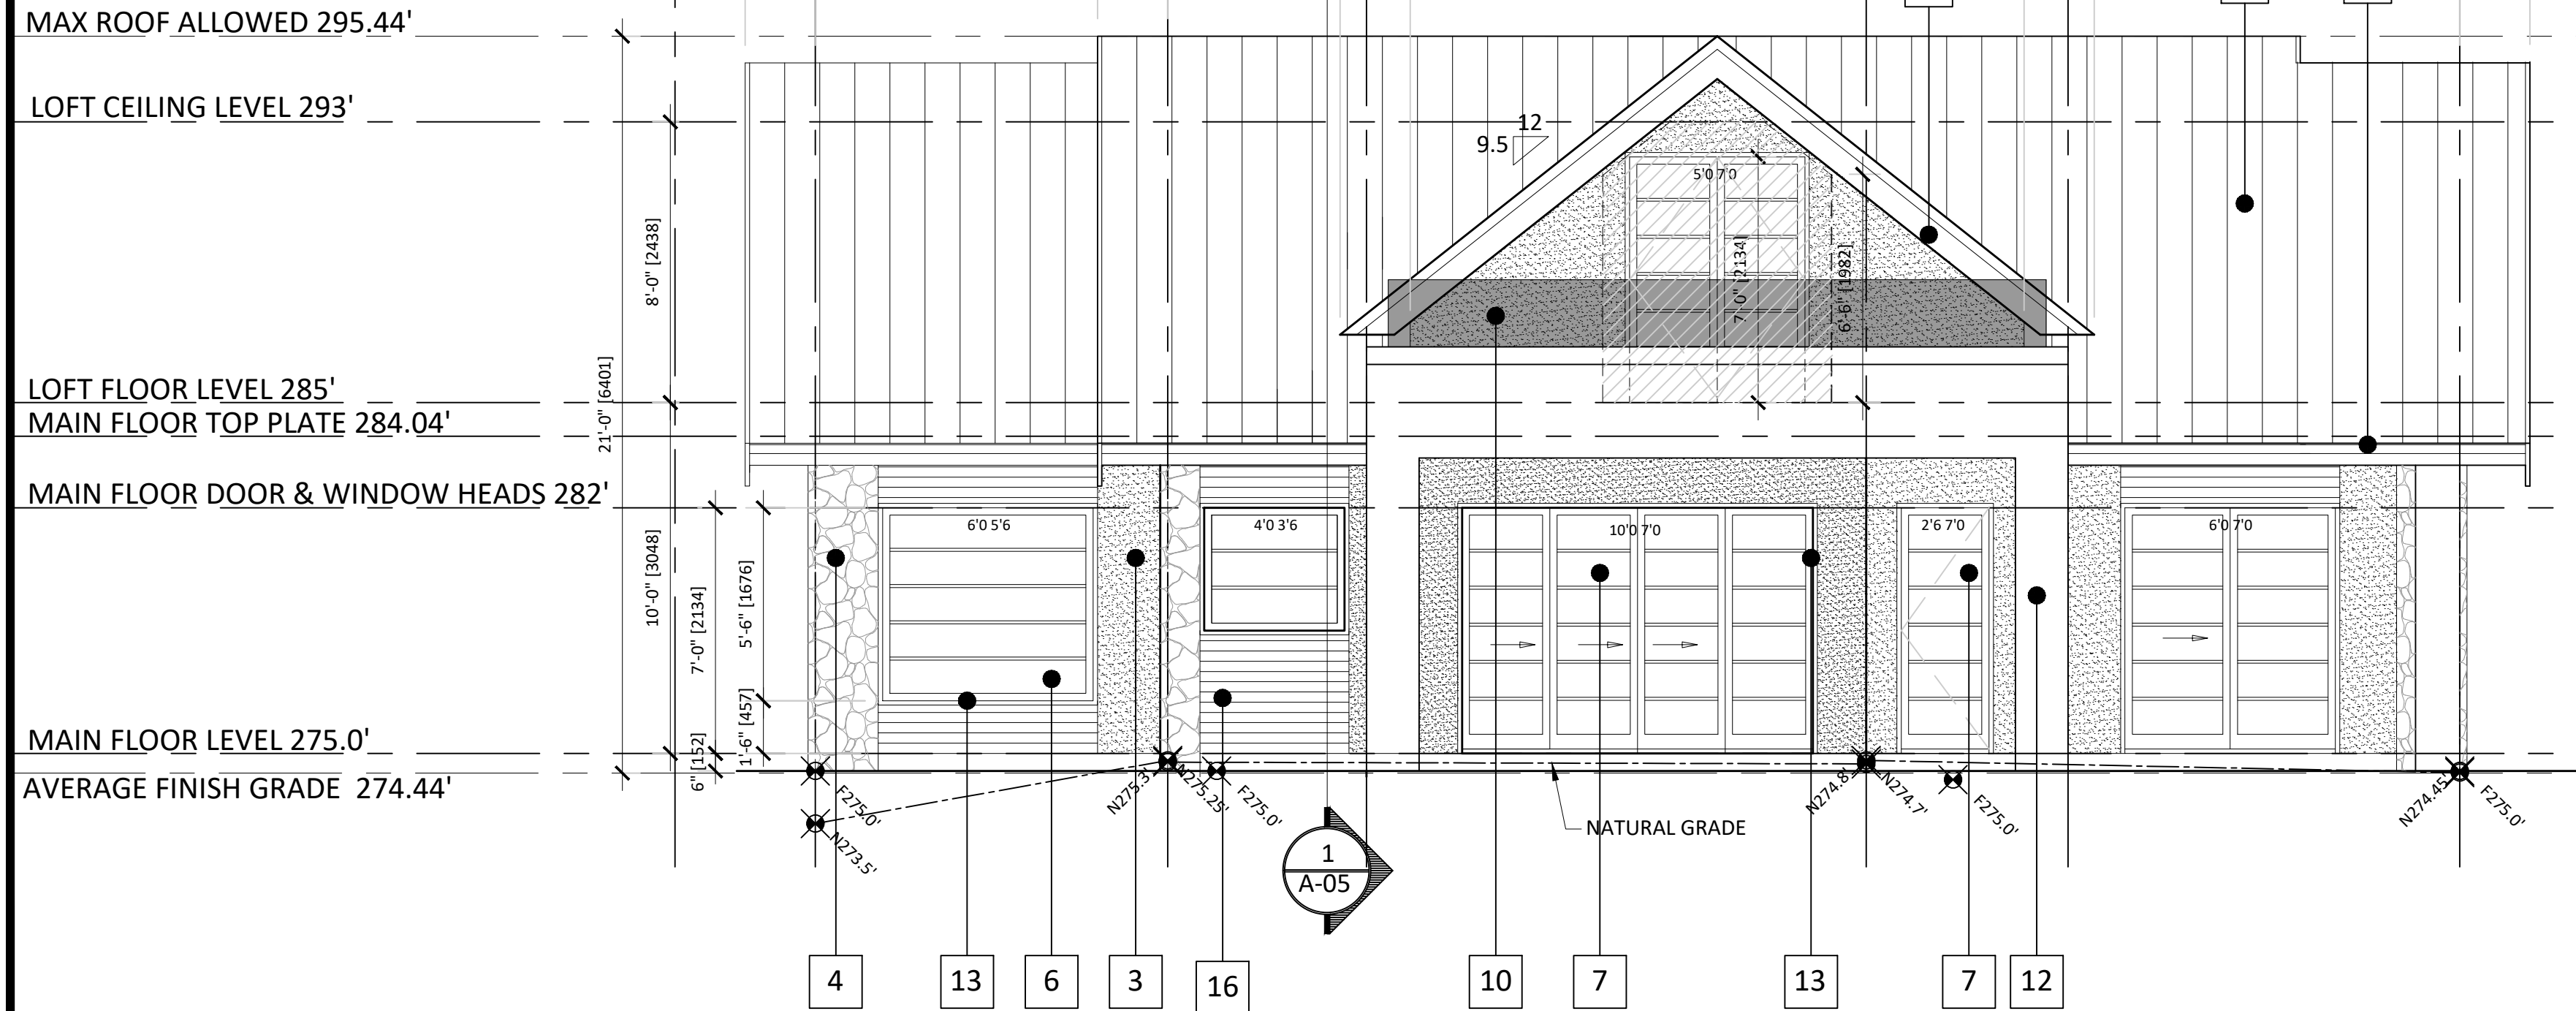 MAX ROOF ALLOWED 295.44'
LOFT CEILING LEVEL 293'
12
9.5
5'0 7'0
8'-0" [2438]
7'-0" [2134]
6'-6" [1982]
LOFT FLOOR LEVEL 285'
21'-0" [6401]
MAIN FLOOR TOP PLATE 284.04'
MAIN FLOOR DOOR & WINDOW HEADS 282'
6'0 5'6
4'0 3'6
10'0 7'0
2'6 7'0
6'0 7'0
10'-0" [3048]
7'-0" [2134]
5'-6" [1676]
1'-6" [457]
6" [152]
MAIN FLOOR LEVEL 275.0'
AVERAGE FINISH GRADE 274.44'
F275.0'
N273.5'
N275.3'
N275.25'
F275.0'
N274.8'
N274.7'
F275.0'
N274.45'
F275.0'
NATURAL GRADE
1
A-05
4
13
6
3
16
10
7
13
7
12